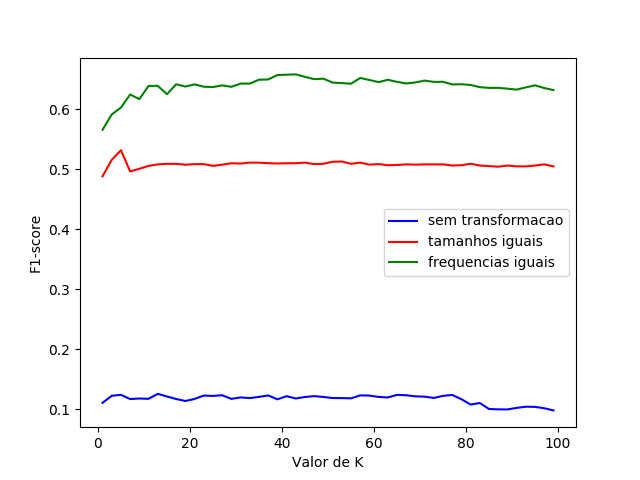 0.6
0.5
0.4
0.3
0.2
0.1
F1-score
sem transformacao
tamanhos iguais
frequencias iguais
0 20 40 60 80 100
Valor de K